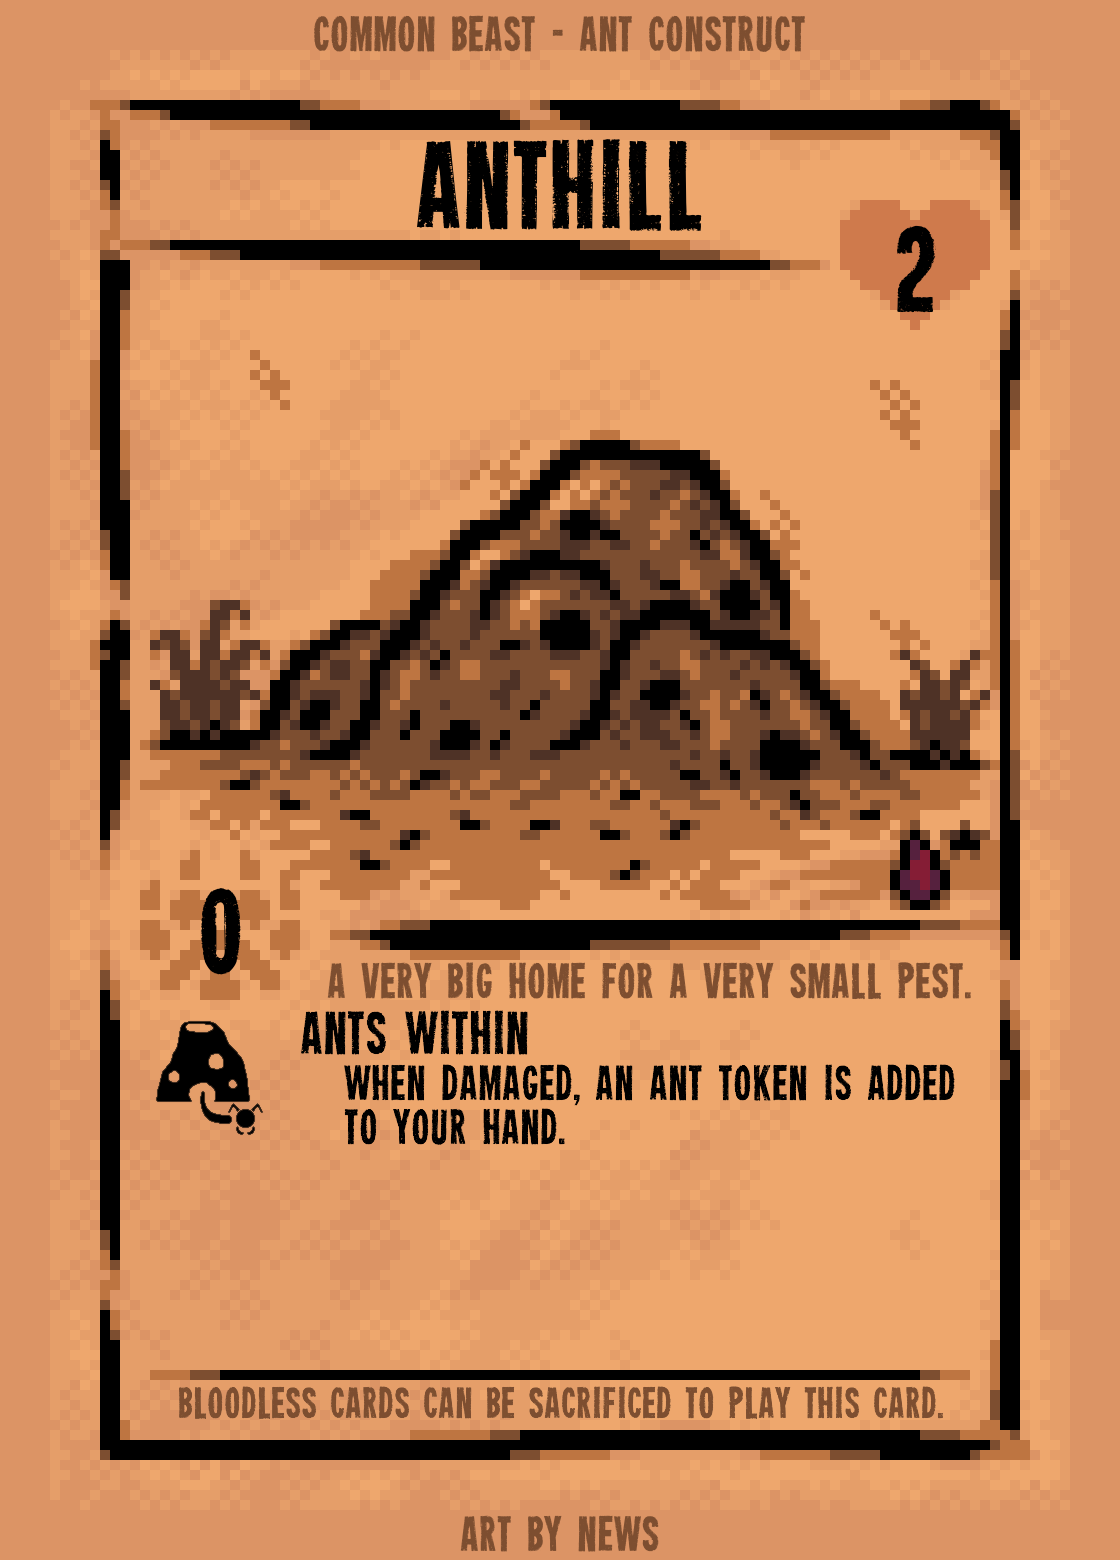 COMMON BEAST - ANT CONSTRUCT
ANTHILL
2
0
A VERY BIG HOME FOR A VERY SMALL PEST.
ANTS WITHIN
WHEN DAMAGED, AN ANT TOKEN IS ADDED
TO YOUR HAND.
BLOODLESS CARDS CAN BE SACRIFICED TO PLAY THIS CARD.
ART BY NEWS